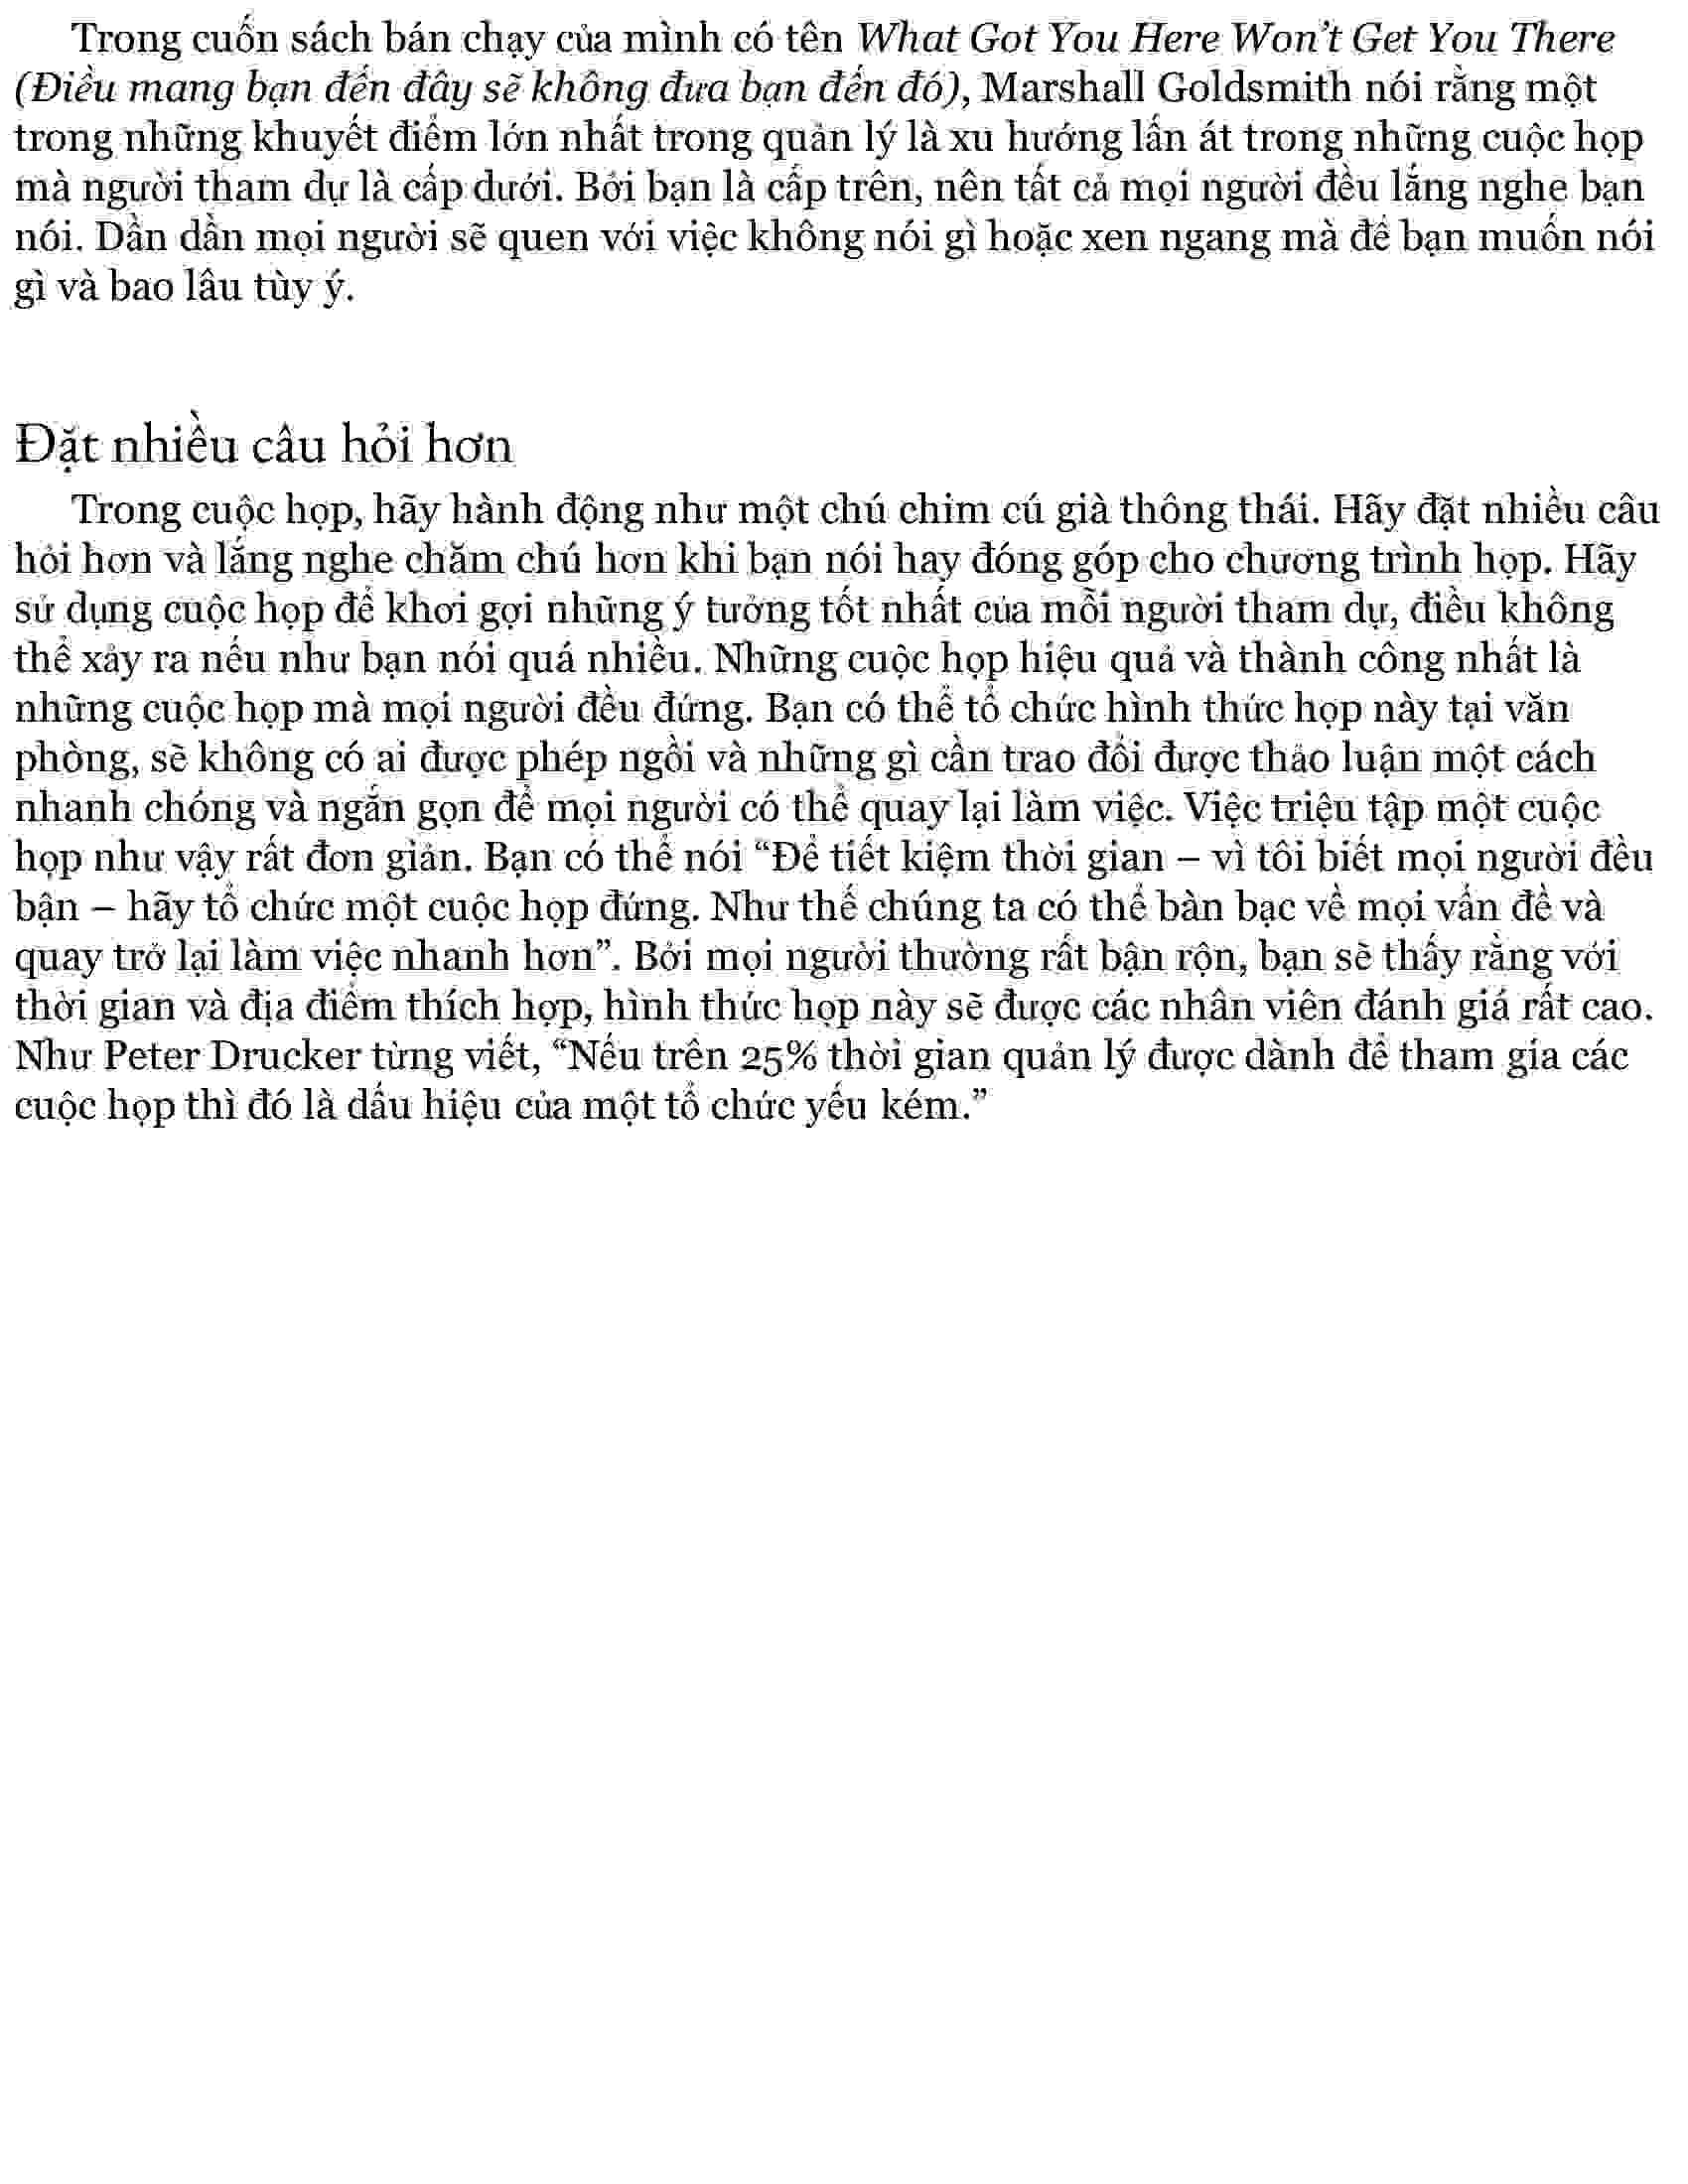 Trong cuốn sách bán chạy của mình có tên What Got You Here Won't Get You There
(Điều mang bạn đến đây sẽ không đưa bạn đến đó), Marshall Goldsmith nói rằng một
trong những khuyết điểm lớn nhất trong quản lý là xu hướng lấn át trong những cuộc họp
mà người tham dự là cấp dưới. Bởi bạn là cấp trên, nên tất cả mọi người đều lắng nghe bạn
nói. Dần dần mọi người sẽ quen với việc không nói gì hoặc xen ngang mà để bạn muốn nói
gì và bao lâu tùy ý.
Đặt nhiều câu hỏi hơn
Trong cuộc họp, hãy hành động như một chú chim cú già thông thái. Hãy đặt nhiều câu
hỏi hơn và lắng nghe chăm chú hơn khi bạn nói hay đóng góp cho chương trình họp. Hãy
sử dụng cuộc họp để khơi gợi những ý tưởng tốt nhất của mỗi người tham dự, điều không
thể xảy ra nếu như bạn nói quá nhiều. Những cuộc họp hiệu quả và thành công nhất là
những cuộc họp mà mọi người đều đứng. Bạn có thể tổ chức hình thức họp này tại văn
phòng, sẽ không có ai được phép ngồi và những gì cần trao đổi được thảo luận một cách
nhanh chóng và ngắn gọn để mọi người có thể quay lại làm việc. Việc triệu tập một cuộc
họp như vậy rất đơn giản. Bạn có thể nói “Để tiết kiệm thời gian – vì tôi biết mọi người đều
bận – hãy tổ chức một cuộc họp đứng. Như thế chúng ta có thể bàn bạc về mọi vấn đề và
quay trở lại làm việc nhanh hơn”. Bởi mọi người thường rất bận rộn, bạn sẽ thấy rằng với
thời gian và địa điểm thích hợp, hình thức họp này sẽ được các nhân viên đánh giá rất cao.
Như Peter Drucker từng viết, “Nếu trên 25% thời gian quản lý được dành để tham gia các
cuộc họp thì đó là dấu hiệu của một tổ chức yếu kém.”